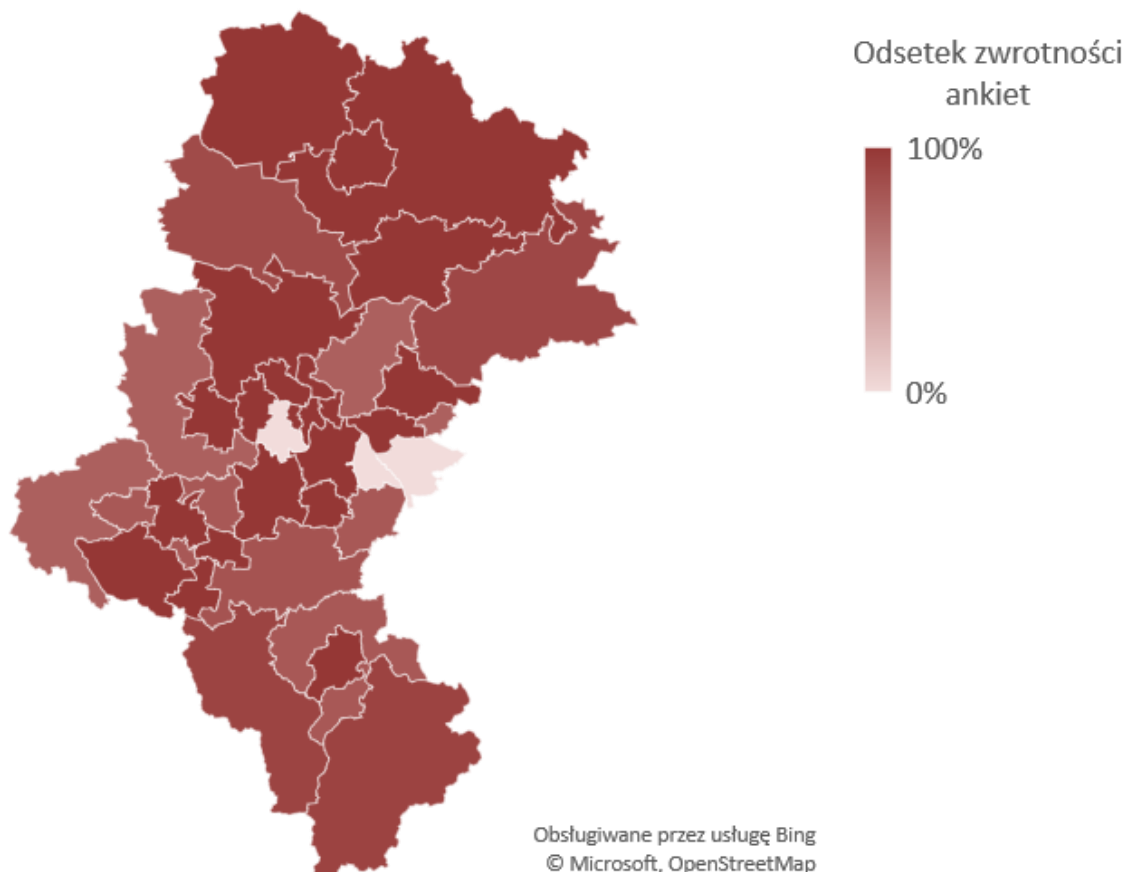 Odsetek zwrotności
ankiet
100%
0%
Obsługiwane przez usługę Bing
© Microsoft, OpenStreetMap